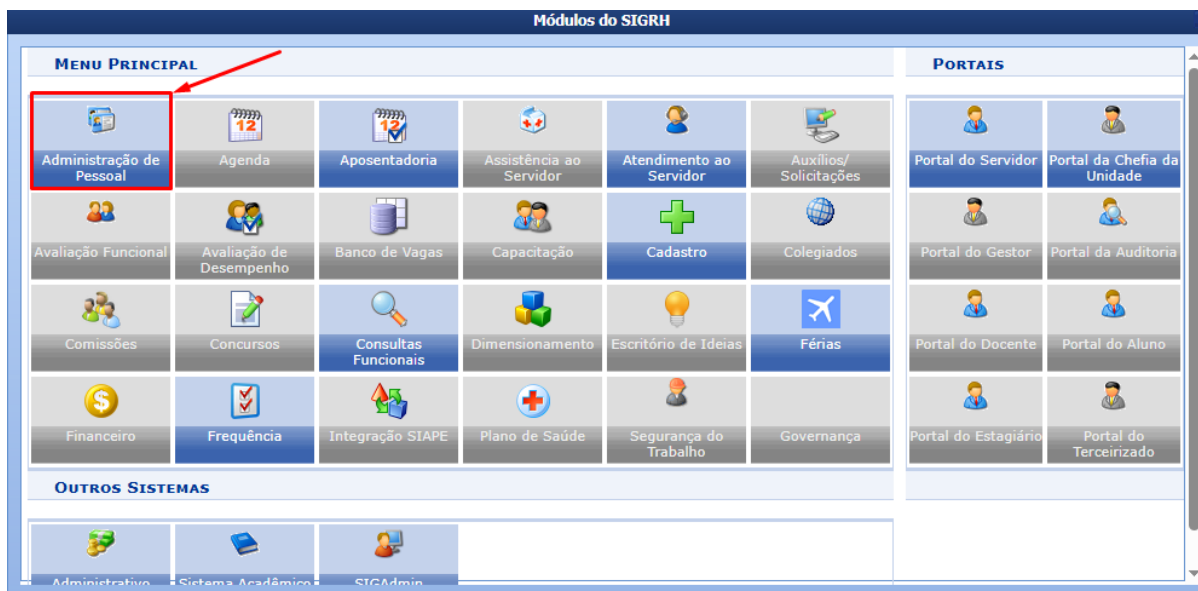 Módulos do SIGRH
MENU PRINCIPAL
PORTAIS
Administração de
Pessoal
Agenda
Aposentadoria
Assistência ao
Servidor
Atendimento ao
Servidor
Auxílios/
Solicitações
Portal do Servidor
Portal da Chefia da
Unidade
Avaliação Funcional
Avaliação de
Desempenho
Banco de Vagas
Capacitação
Cadastro
Colegiados
Portal do Gestor
Portal da Auditoria
Comissões
Concursos
Consultas
Funcionais
Dimensionamento
Escritório de Ideias
Férias
Portal do Docente
Portal do Aluno
Financeiro
Frequência
Integração SIAPE
Plano de Saúde
Segurança do
Trabalho
Governança
Portal do Estagiário
Portal do
Terceirizado
OUTROS SISTEMAS
Administrativo
Sistema Acadêmico
SIGAdmin